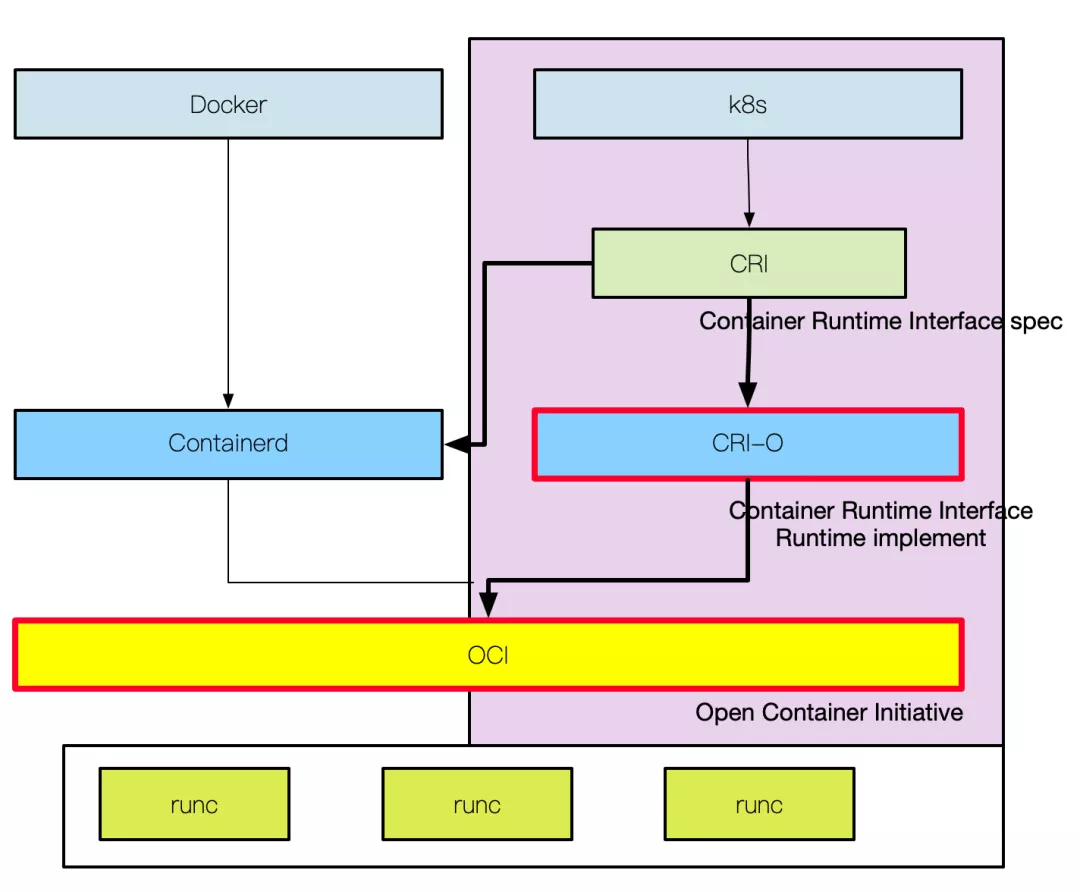 Docker
k8s
CRI
Container Runtime Interface spec
Containerd
CRI-O
Container Runtime Interface
Runtime implement
OCI
Open Container Initiative
runc
runc
runc